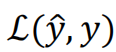 ℒ(ŷ, y)